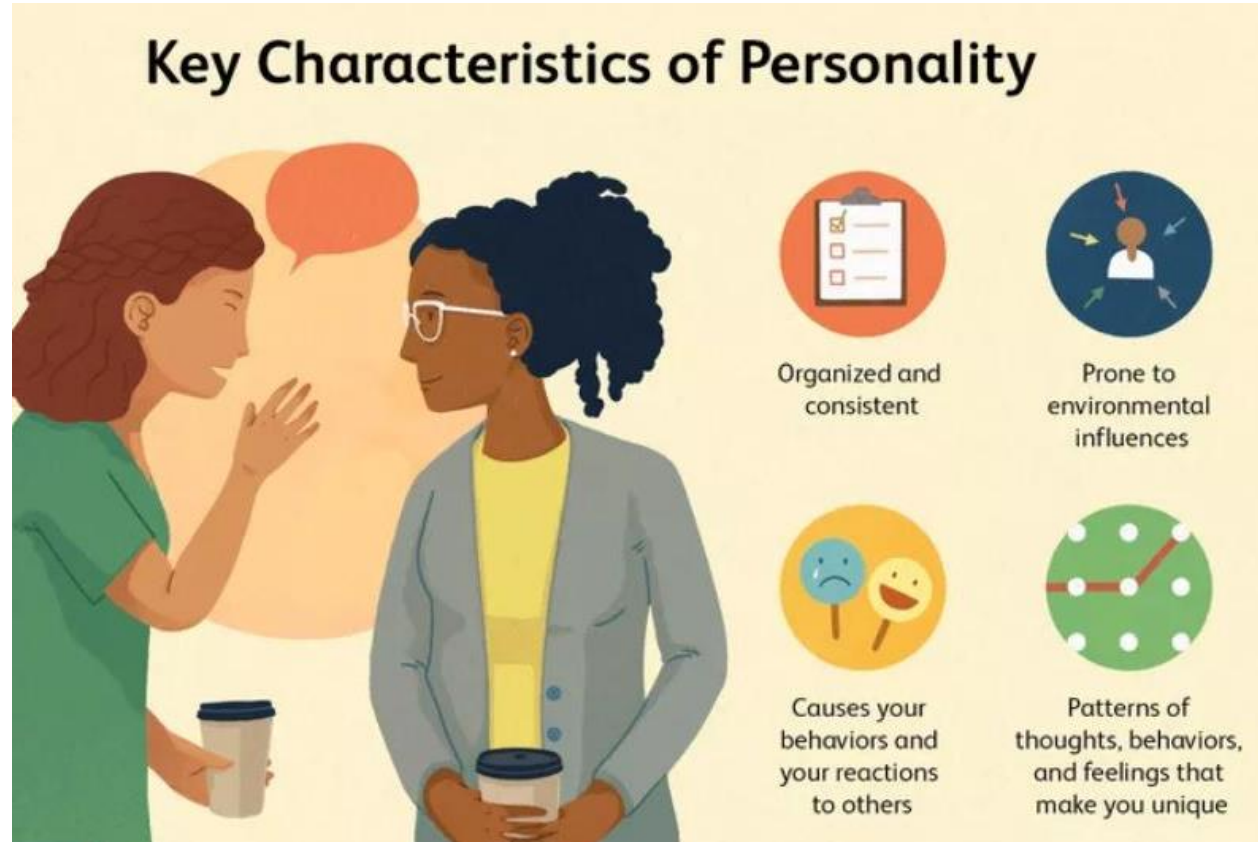 Key Characteristics of Personality
Organized and
consistent
Prone to
environmental
influences
Causes your
behaviors and
your reactions
to others
Patterns of
thoughts, behaviors,
and feelings that
make you unique